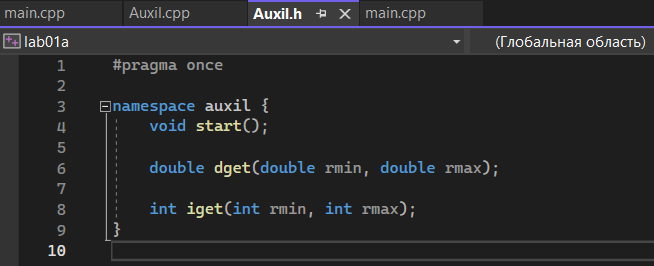 main.cpp Auxil.cpp Auxil.h main.cpp
lab01a (Глобальная область)
1 #pragma once
2
3 namespace auxil {
4 void start();
5
6 double dget(double rmin, double rmax);
7
8 int iget(int rmin, int rmax);
9 }
10